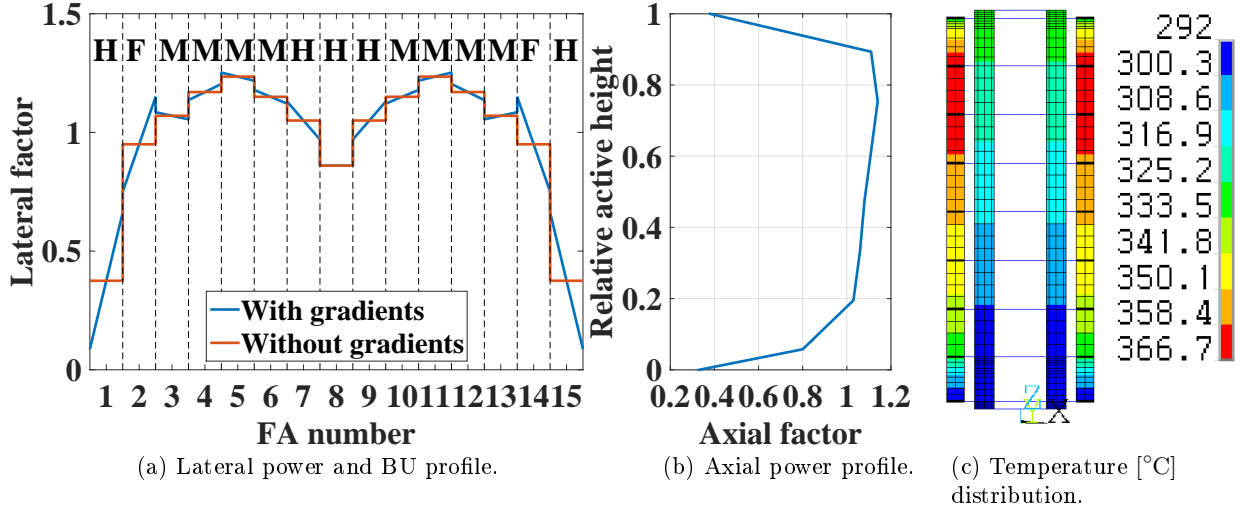 1.5
H F M M M M H H H M M M M F H
1
0.5
0
Lateral factor
With gradients
Without gradients
1 2 3 4 5 6 7 8 9 10 11 12 13 14 15
FA number
(a) Lateral power and BU profile.
1
0.8
0.6
0.4
0.2
0
Relative active height
0.2 0.4 0.6 0.8 1 1.2
Axial factor
(b) Axial power profile.
292
300.3
308.6
316.9
325.2
333.5
341.8
350.1
358.4
366.7
Z
X
(c) Temperature [°C]
distribution.